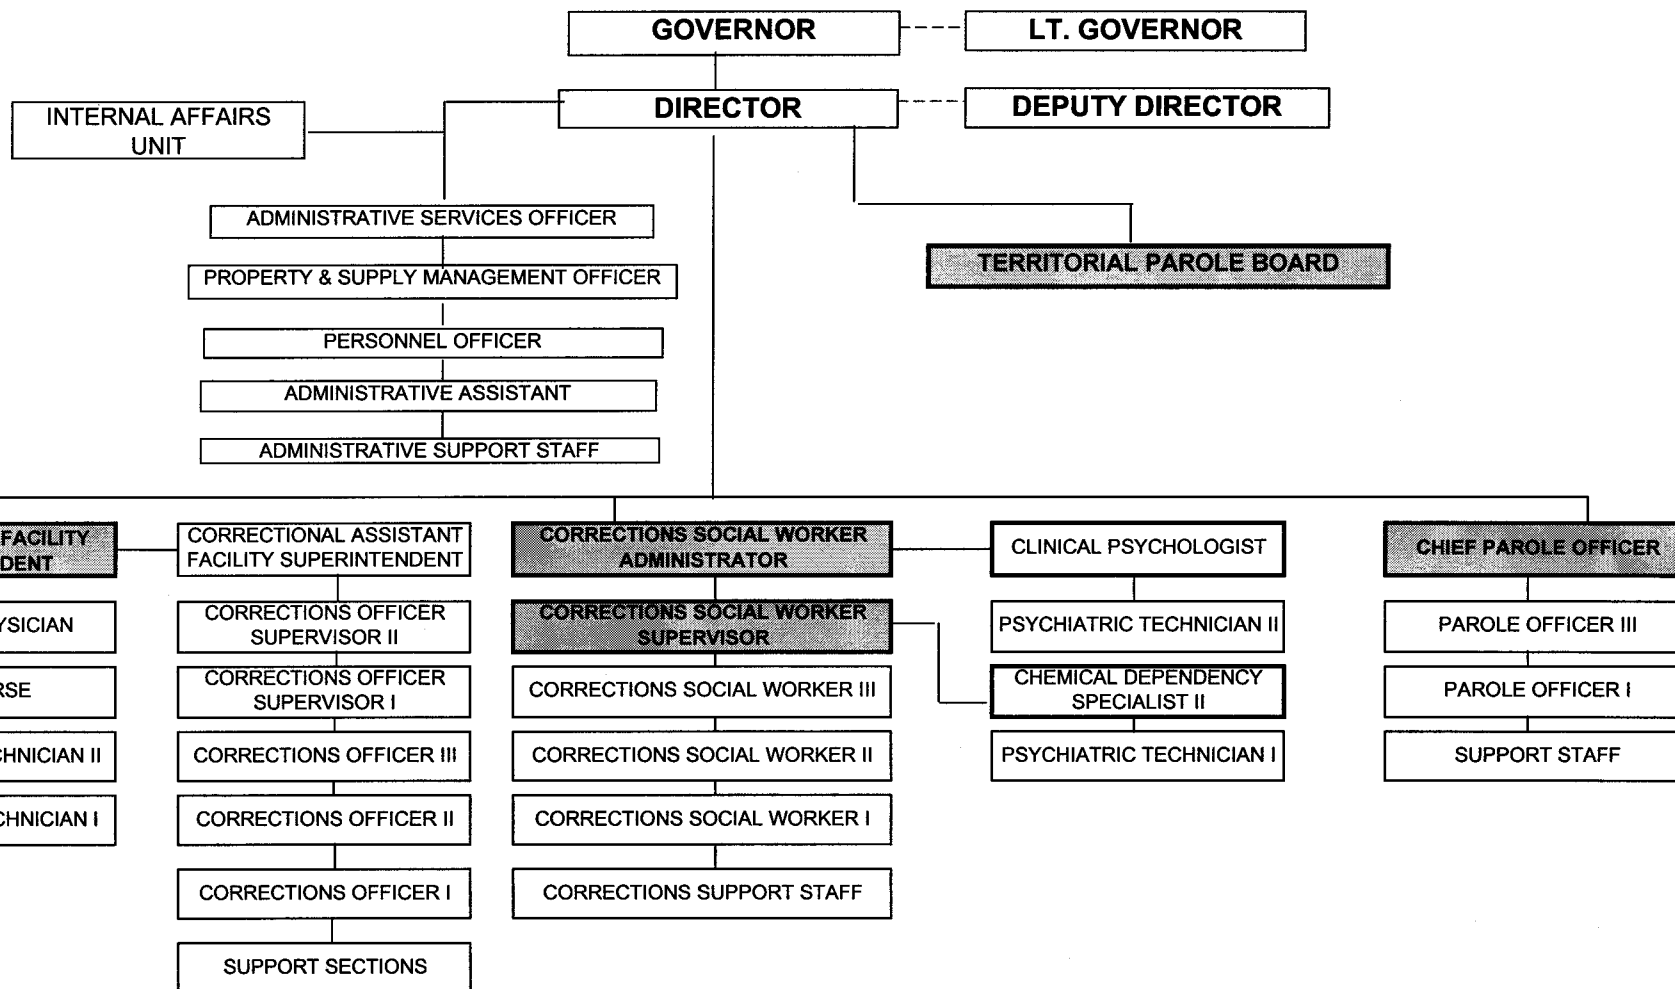 GOVERNOR
LT. GOVERNOR
DIRECTOR
DEPUTY DIRECTOR
INTERNAL AFFAIRS
UNIT
ADMINISTRATIVE SERVICES OFFICER
TERRITORIAL PAROLE BOARD
PROPERTY & SUPPLY MANAGEMENT OFFICER
PERSONNEL OFFICER
ADMINISTRATIVE ASSISTANT
ADMINISTRATIVE SUPPORT STAFF
FACILITY
DENT
CORRECTIONAL ASSISTANT
FACILITY SUPERINTENDENT
CORRECTIONS SOCIAL WORKER
ADMINISTRATOR
CLINICAL PSYCHOLOGIST
CHIEF PAROLE OFFICER
YSICIAN
CORRECTIONS OFFICER
SUPERVISOR II
CORRECTIONS SOCIAL WORKER
SUPERVISOR
PSYCHIATRIC TECHNICIAN II
PAROLE OFFICER III
RSE
CORRECTIONS OFFICER
SUPERVISOR I
CORRECTIONS SOCIAL WORKER III
CHEMICAL DEPENDENCY
SPECIALIST II
PAROLE OFFICER I
CHNICIAN II
CORRECTIONS OFFICER III
CORRECTIONS SOCIAL WORKER II
PSYCHIATRIC TECHNICIAN I
SUPPORT STAFF
CHNICIAN I
CORRECTIONS OFFICER II
CORRECTIONS SOCIAL WORKER I
CORRECTIONS OFFICER I
CORRECTIONS SUPPORT STAFF
SUPPORT SECTIONS